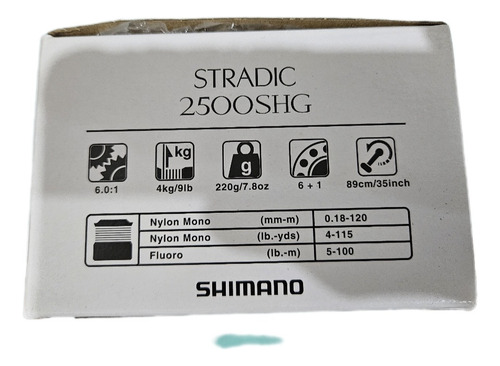 STRADIC
2500SHG
kg g
6.0:1 4kg/9lb 220g/7.8oz 6 + 1 89cm/35inch
Nylon Mono (mm-m) 0.18-120
Nylon Mono (lb.-yds) 4-115
Fluoro (lb.-m) 5-100
SHIMANO